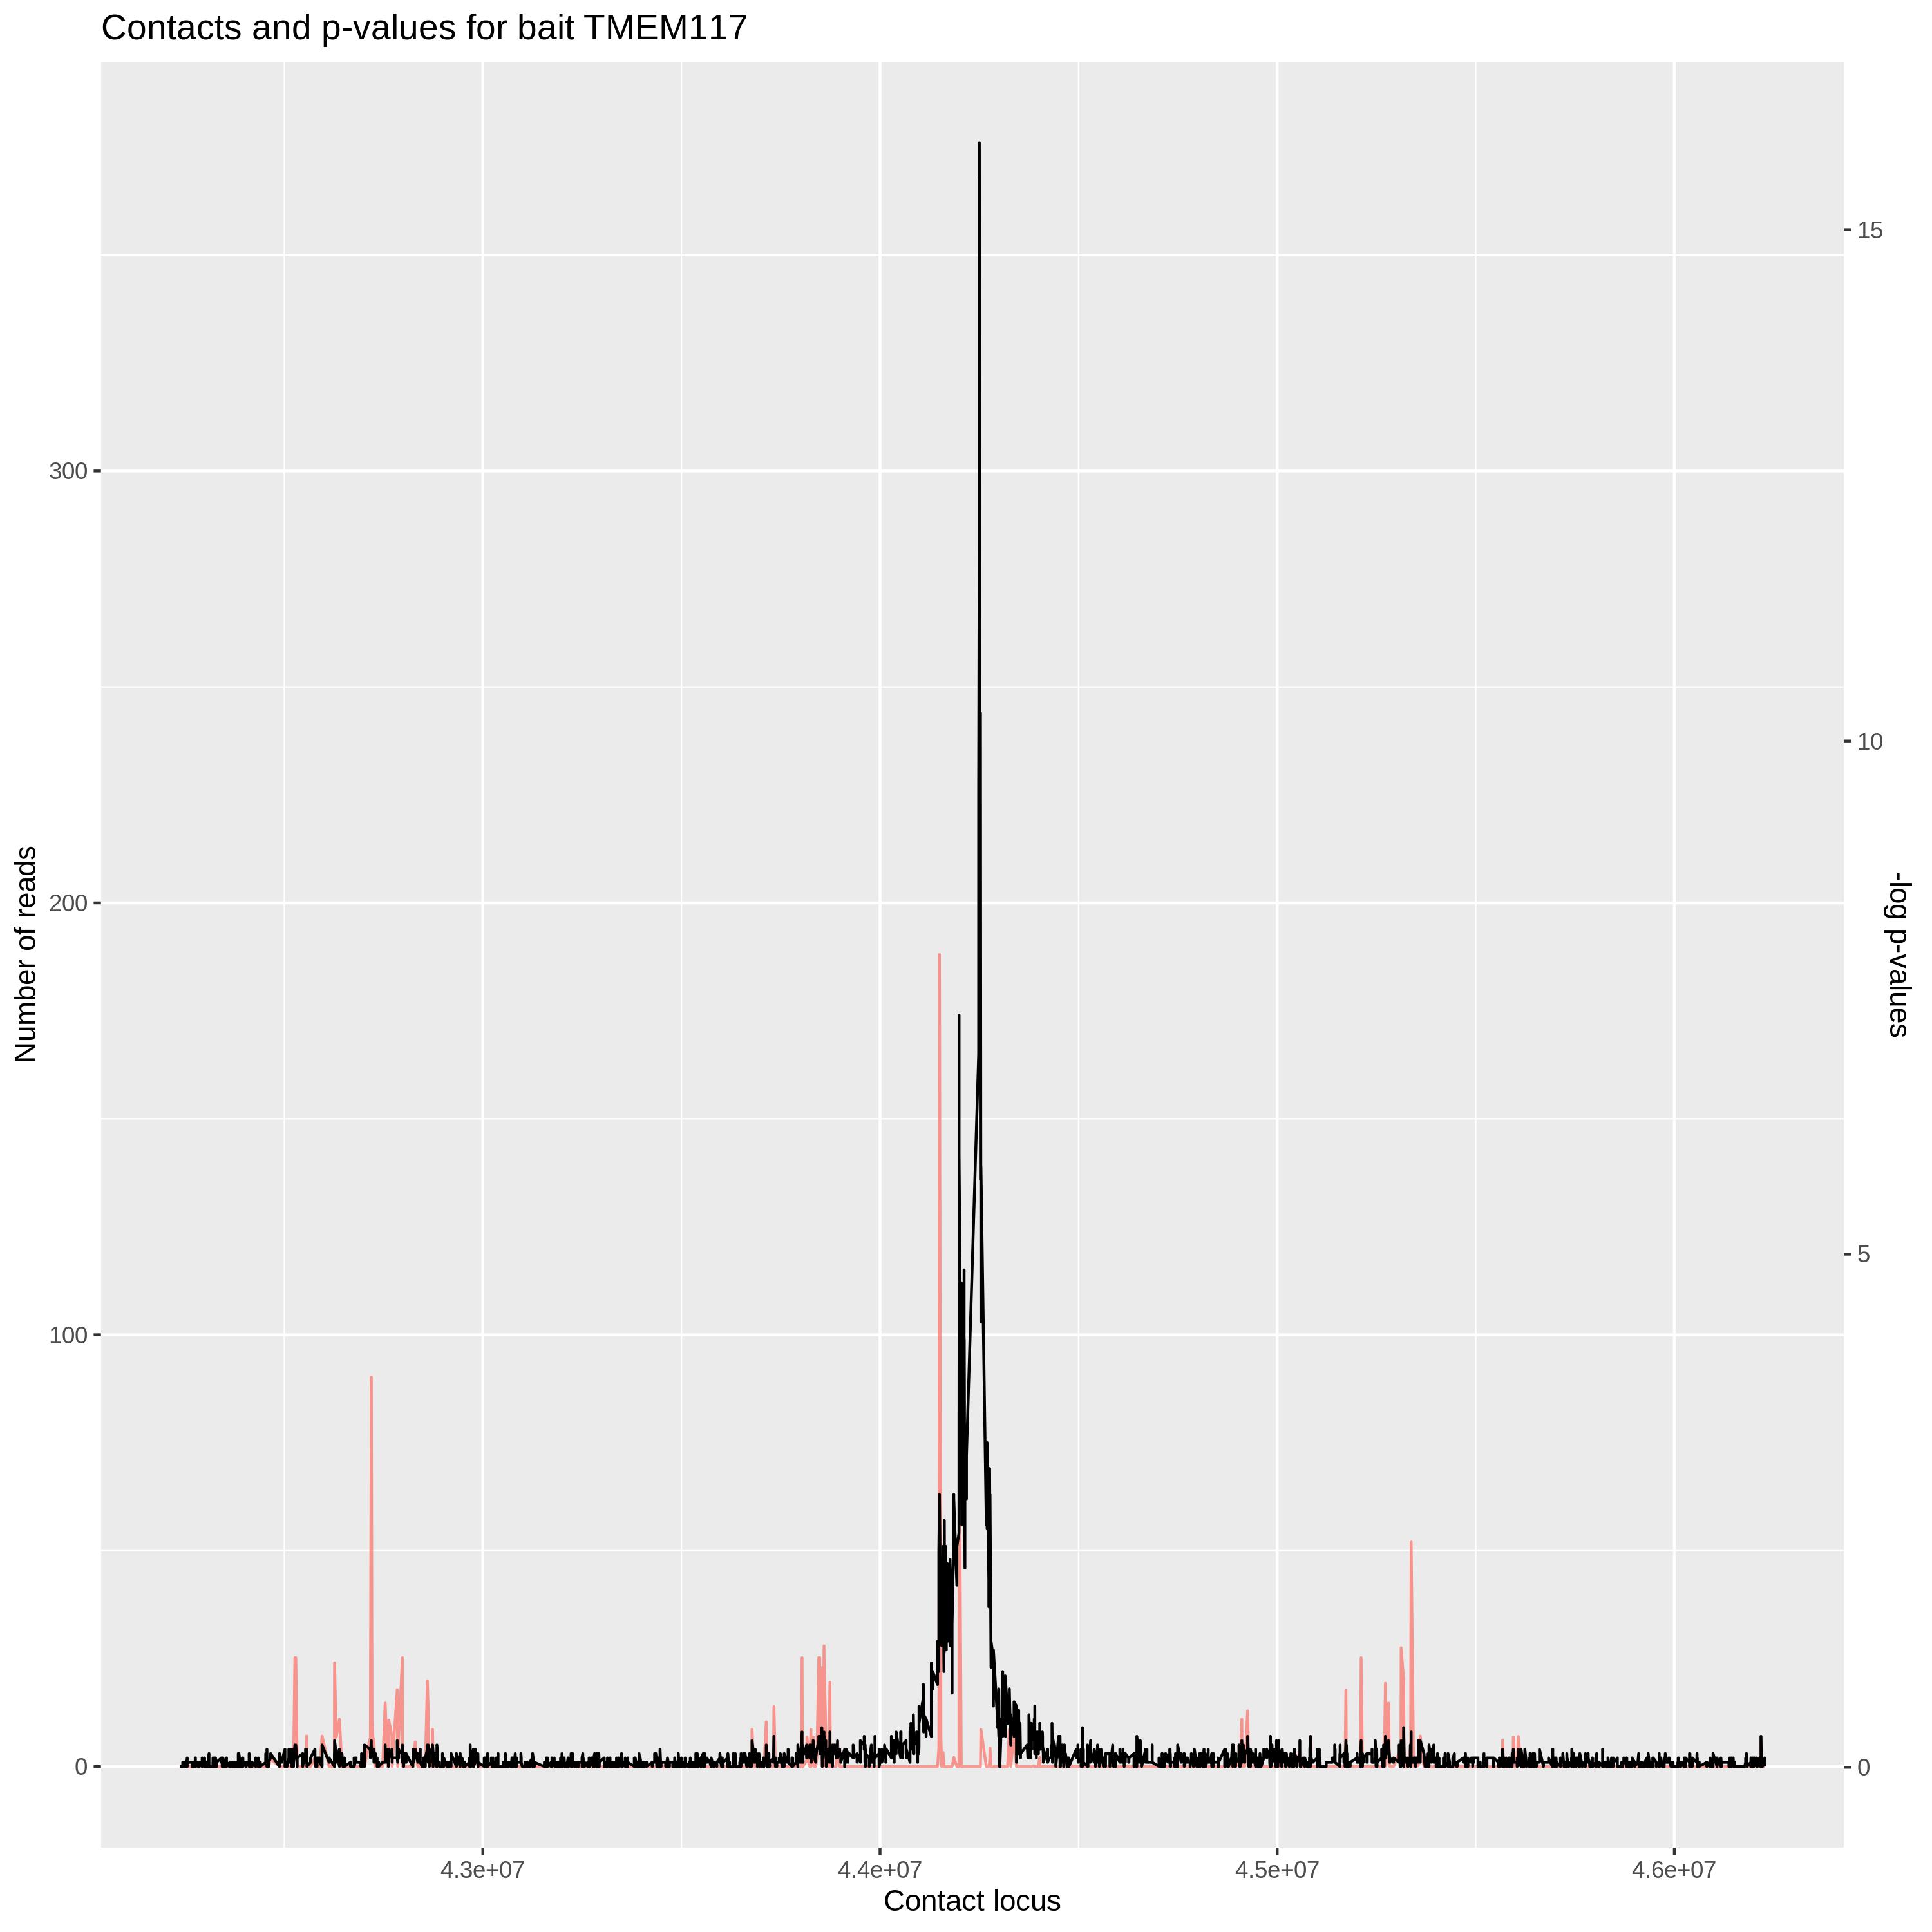 Contacts and p-values for bait TMEM117
Number of reads
300
200
100
0
15
10
5
0
-log p-values
4.3e+07
4.4e+07
4.5e+07
4.6e+07
Contact locus